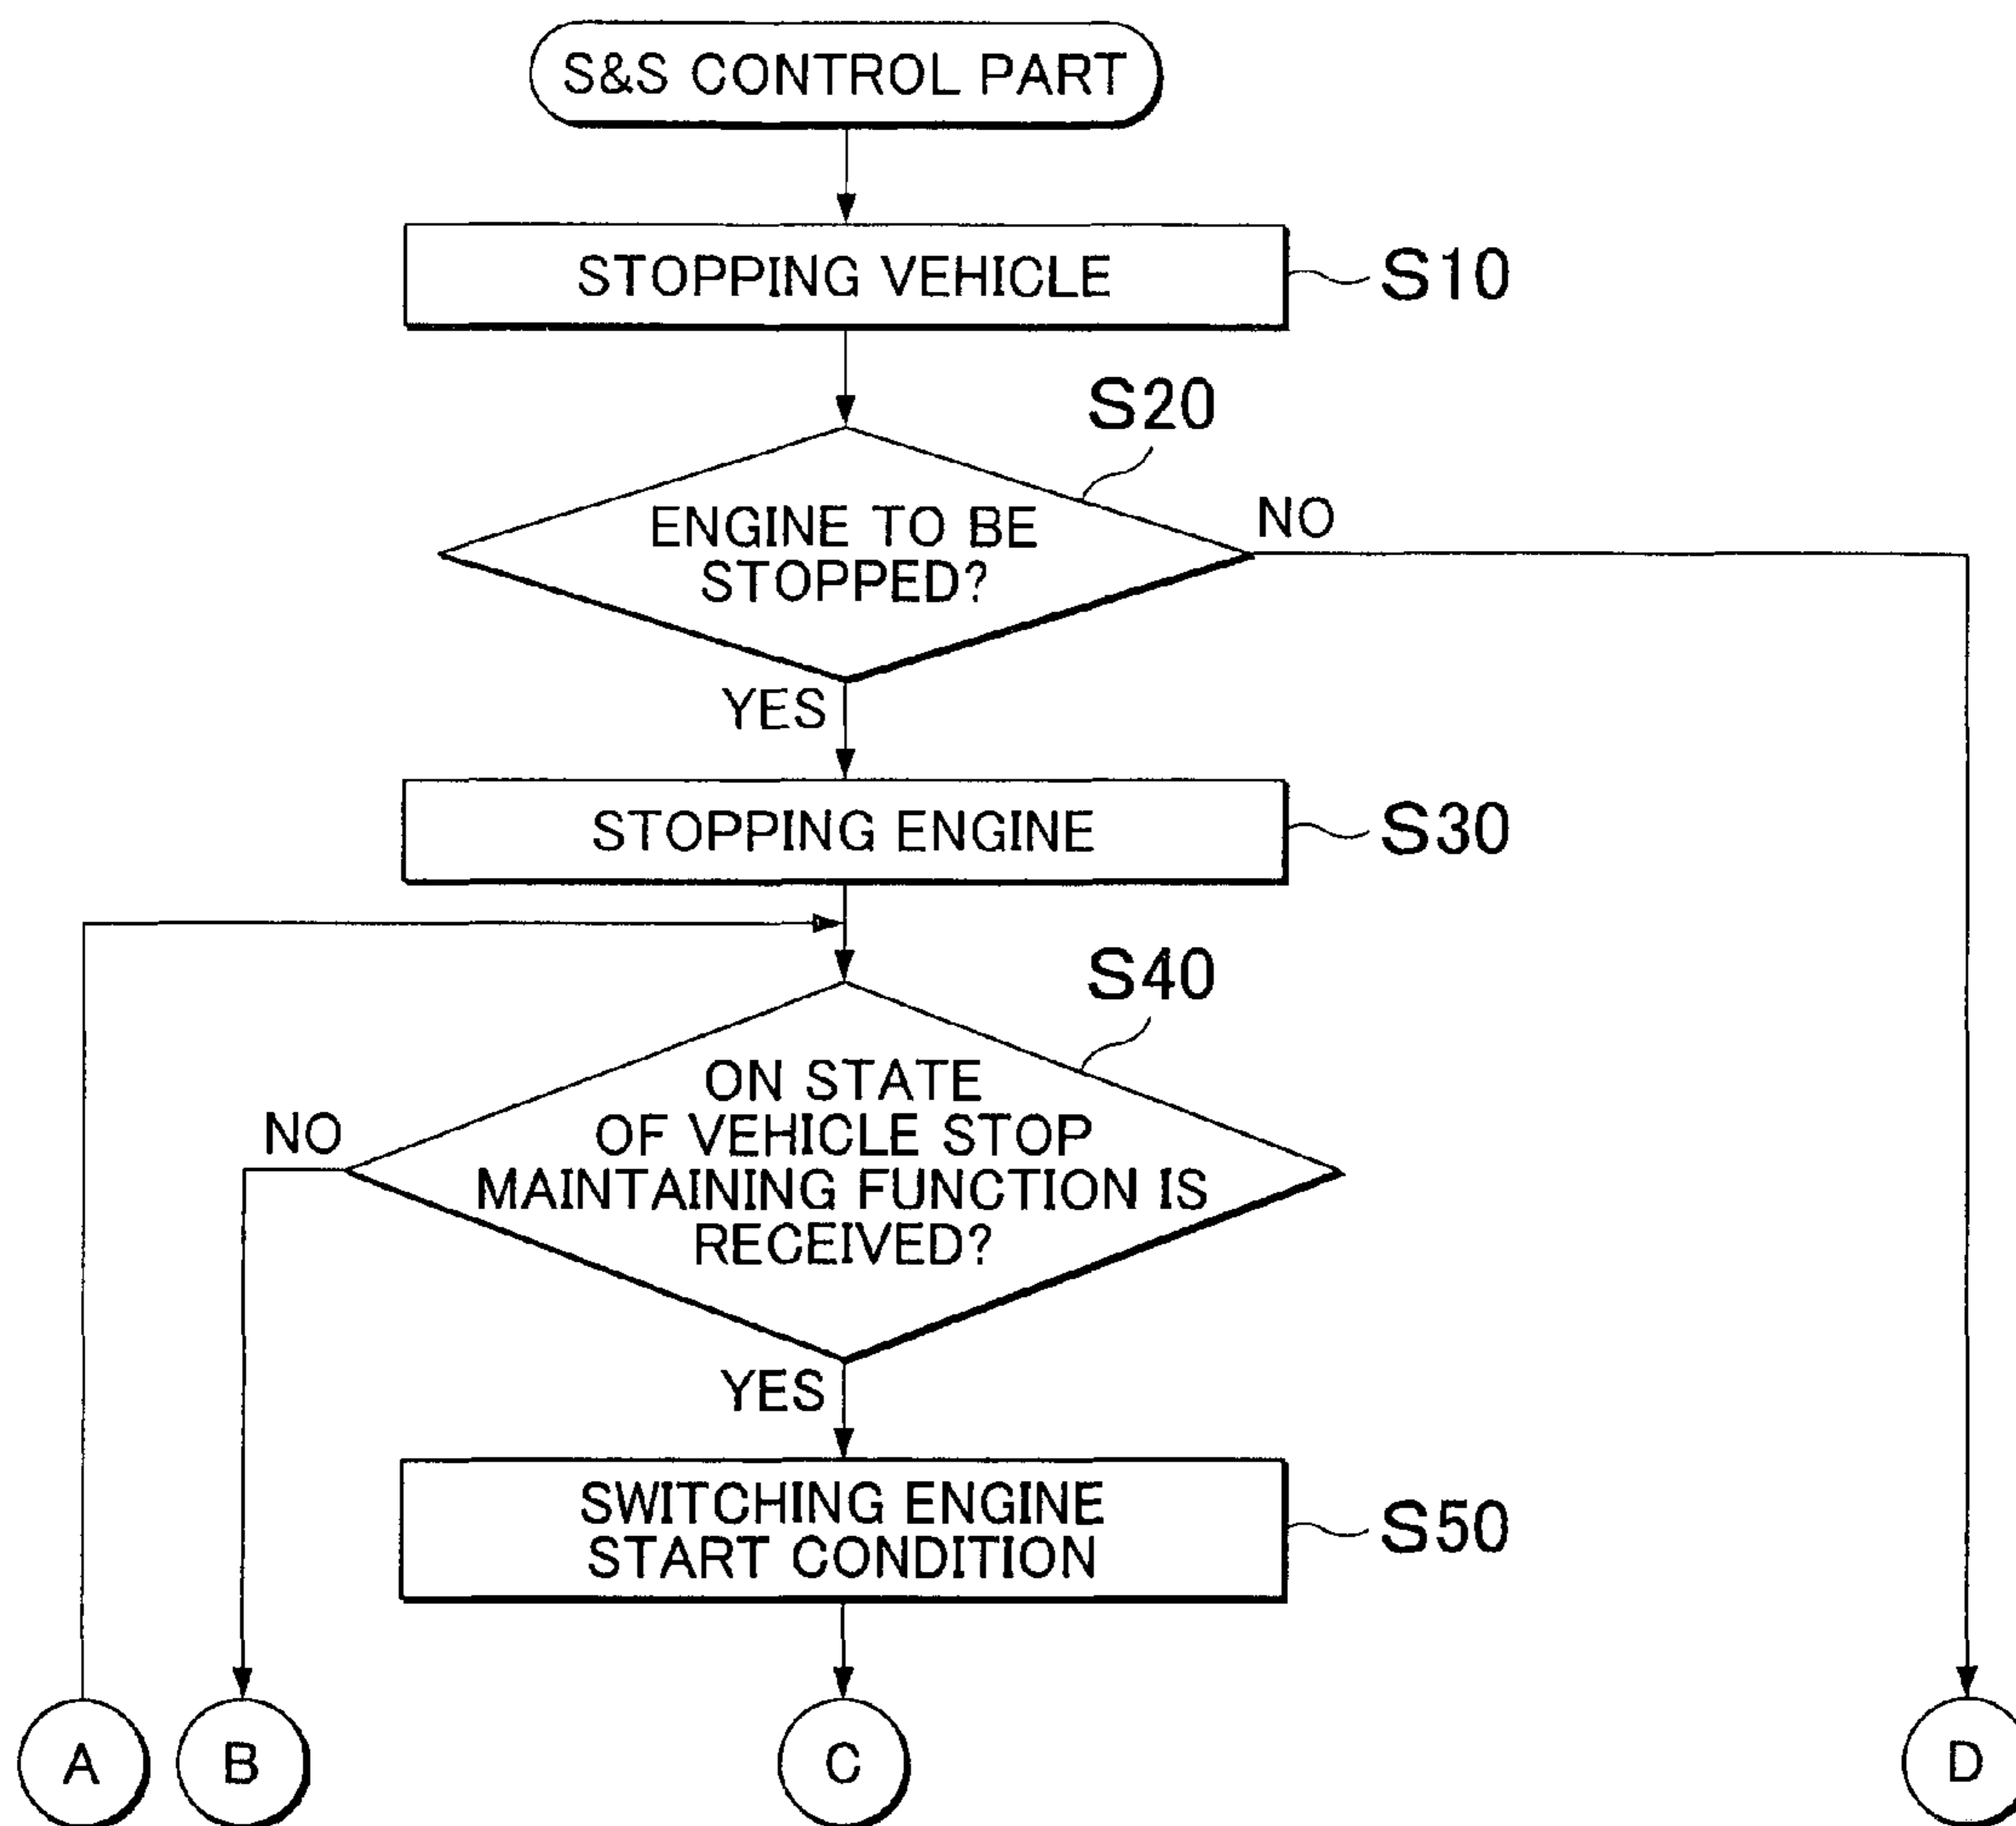 S&S CONTROL PART
STOPPING VEHICLE
S10
S20
ENGINE TO BE
STOPPED?
NO
YES
STOPPING ENGINE
S30
S40
ON STATE
OF VEHICLE STOP
MAINTAINING FUNCTION IS
RECEIVED?
NO
YES
SWITCHING ENGINE
START CONDITION
S50
A
B
C
D